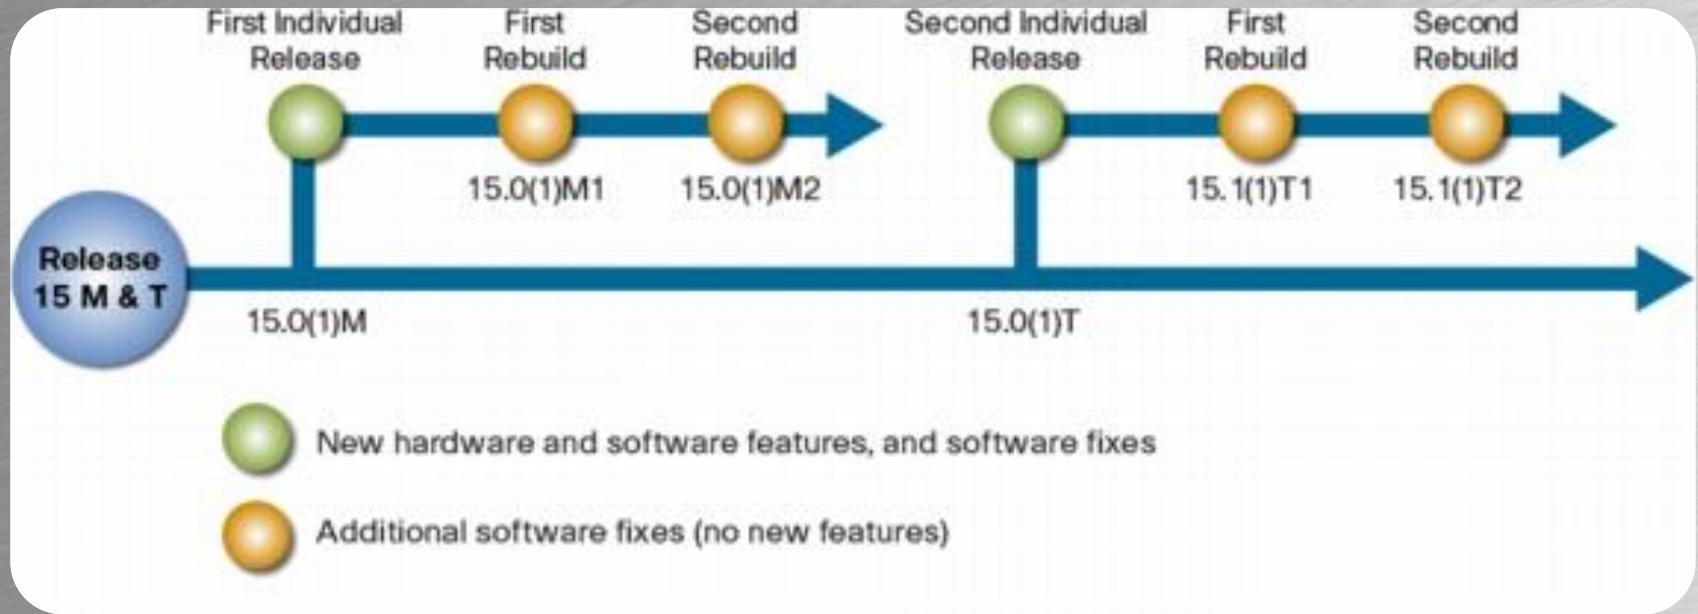 First Individual
Release
First
Rebuild
Second
Rebuild
Second Individual
Release
First
Rebuild
Second
Rebuild
15.0(1)M1
15.0(1)M2
15.1(1)T1
15.1(1)T2
Release
15 M & T
15.0(1)M
15.0(1)T
New hardware and software features, and software fixes
Additional software fixes (no new features)